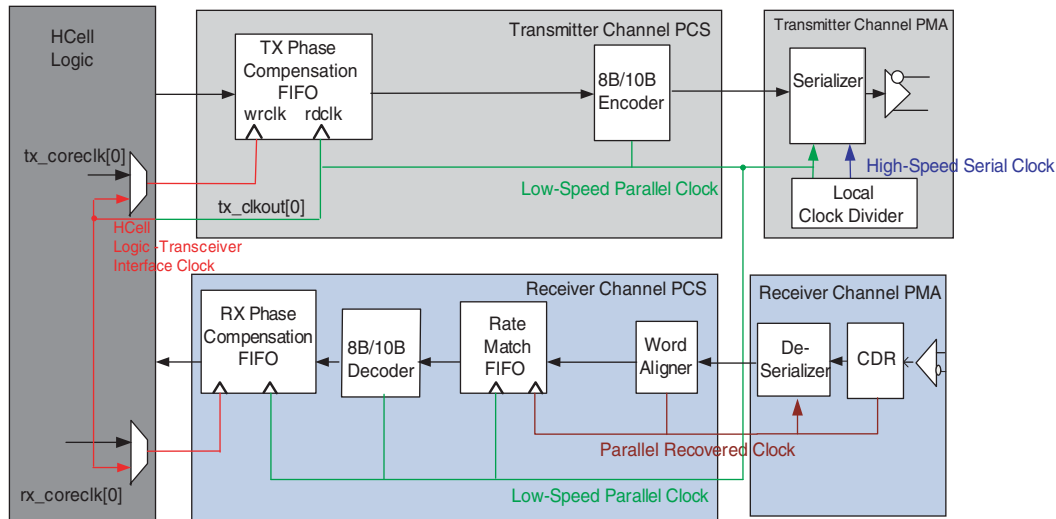 HCell
Logic
Transmitter Channel PCS
Transmitter Channel PMA
TX Phase
Compensation
FIFO
wrclk rdclk
8B/10B
Encoder
Serializer
tx_coreclk[0]
High-Speed Serial Clock
Low-Speed Parallel Clock
Local
Clock Divider
tx_clkout[0]
HCell
Logic -Transceiver
Interface Clock
Receiver Channel PCS
Receiver Channel PMA
RX Phase
Compensation
FIFO
8B/10B
Decoder
Rate
Match
FIFO
Word
Aligner
De-
Serializer
CDR
Parallel Recovered Clock
rx_coreclk[0]
Low-Speed Parallel Clock